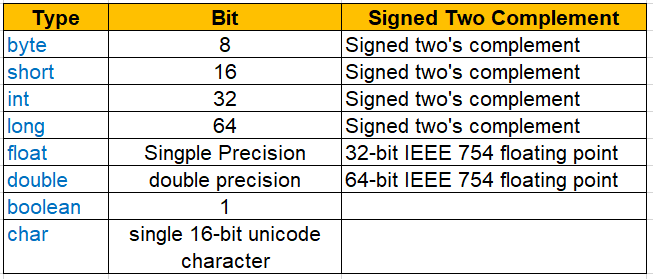 Type Bit Signed Two Complement
byte 8 Signed two's complement
short 16 Signed two's complement
int 32 Signed two's complement
long 64 Signed two's complement
float Singple Precision 32-bit IEEE 754 floating point
double double precision 64-bit IEEE 754 floating point
boolean 1
char single 16-bit unicode
character